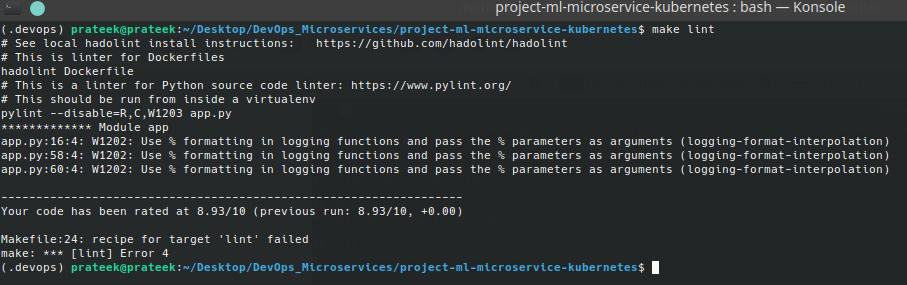 project-ml-microservice-kubernetes : bash — Konsole
(.devops) prateek@prateek:~/Desktop/DevOps_Microservices/project-ml-microservice-kubernetes$ make lint
# See local hadolint install instructions:   https://github.com/hadolint/hadolint
# This is linter for Dockerfiles
hadolint Dockerfile
# This is a linter for Python source code linter: https://www.pylint.org/
# This should be run from inside a virtualenv
pylint --disable=R,C,W1203 app.py
************* Module app
app.py:16:4: W1202: Use % formatting in logging functions and pass the % parameters as arguments (logging-format-interpolation)
app.py:58:4: W1202: Use % formatting in logging functions and pass the % parameters as arguments (logging-format-interpolation)
app.py:60:4: W1202: Use % formatting in logging functions and pass the % parameters as arguments (logging-format-interpolation)
------------------------------------------------------------------
Your code has been rated at 8.93/10 (previous run: 8.93/10, +0.00)
Makefile:24: recipe for target 'lint' failed
make: *** [lint] Error 4
(.devops) prateek@prateek:~/Desktop/DevOps_Microservices/project-ml-microservice-kubernetes$